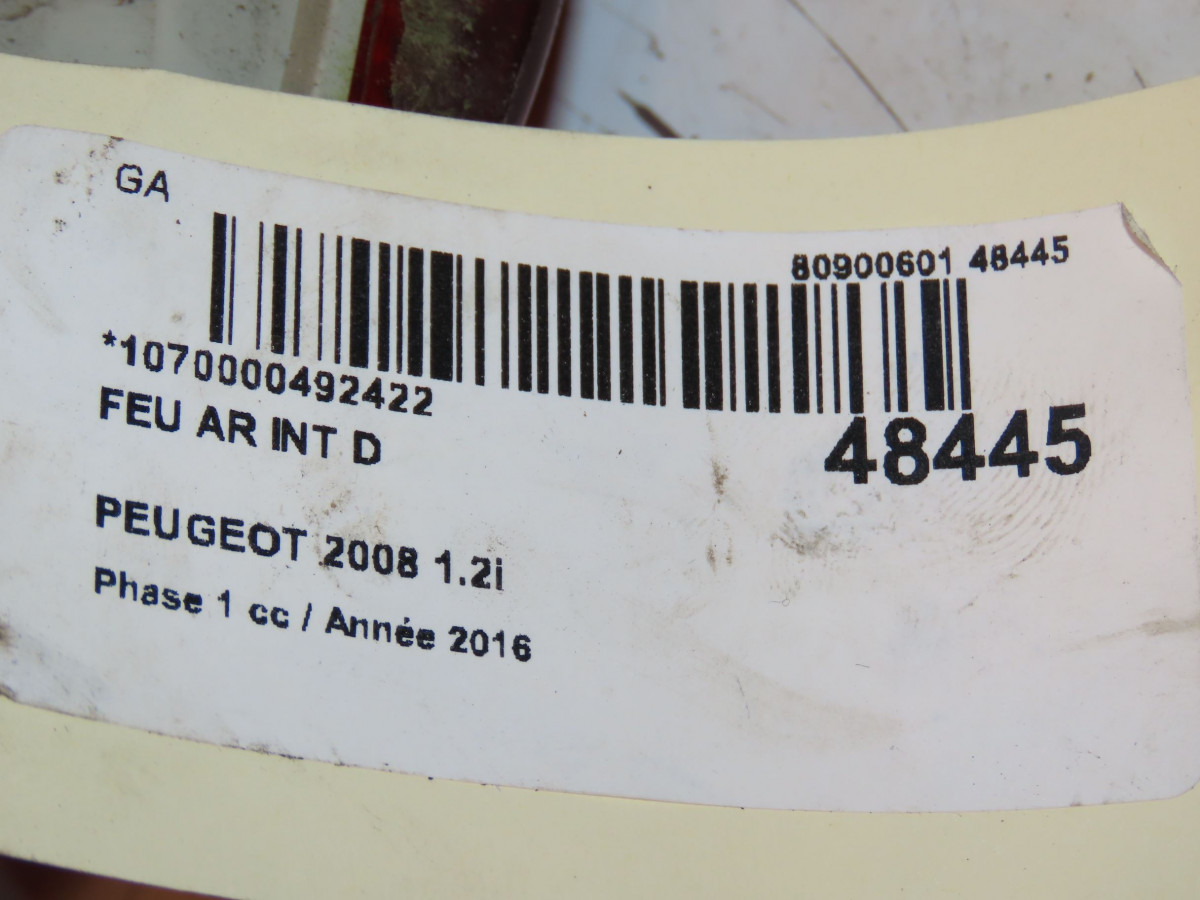 GA
80900601 48445
*1070000492422
FEU AR INT D
48445
PEUGEOT 2008 1.2i
Phase 1 cc / Année 2016